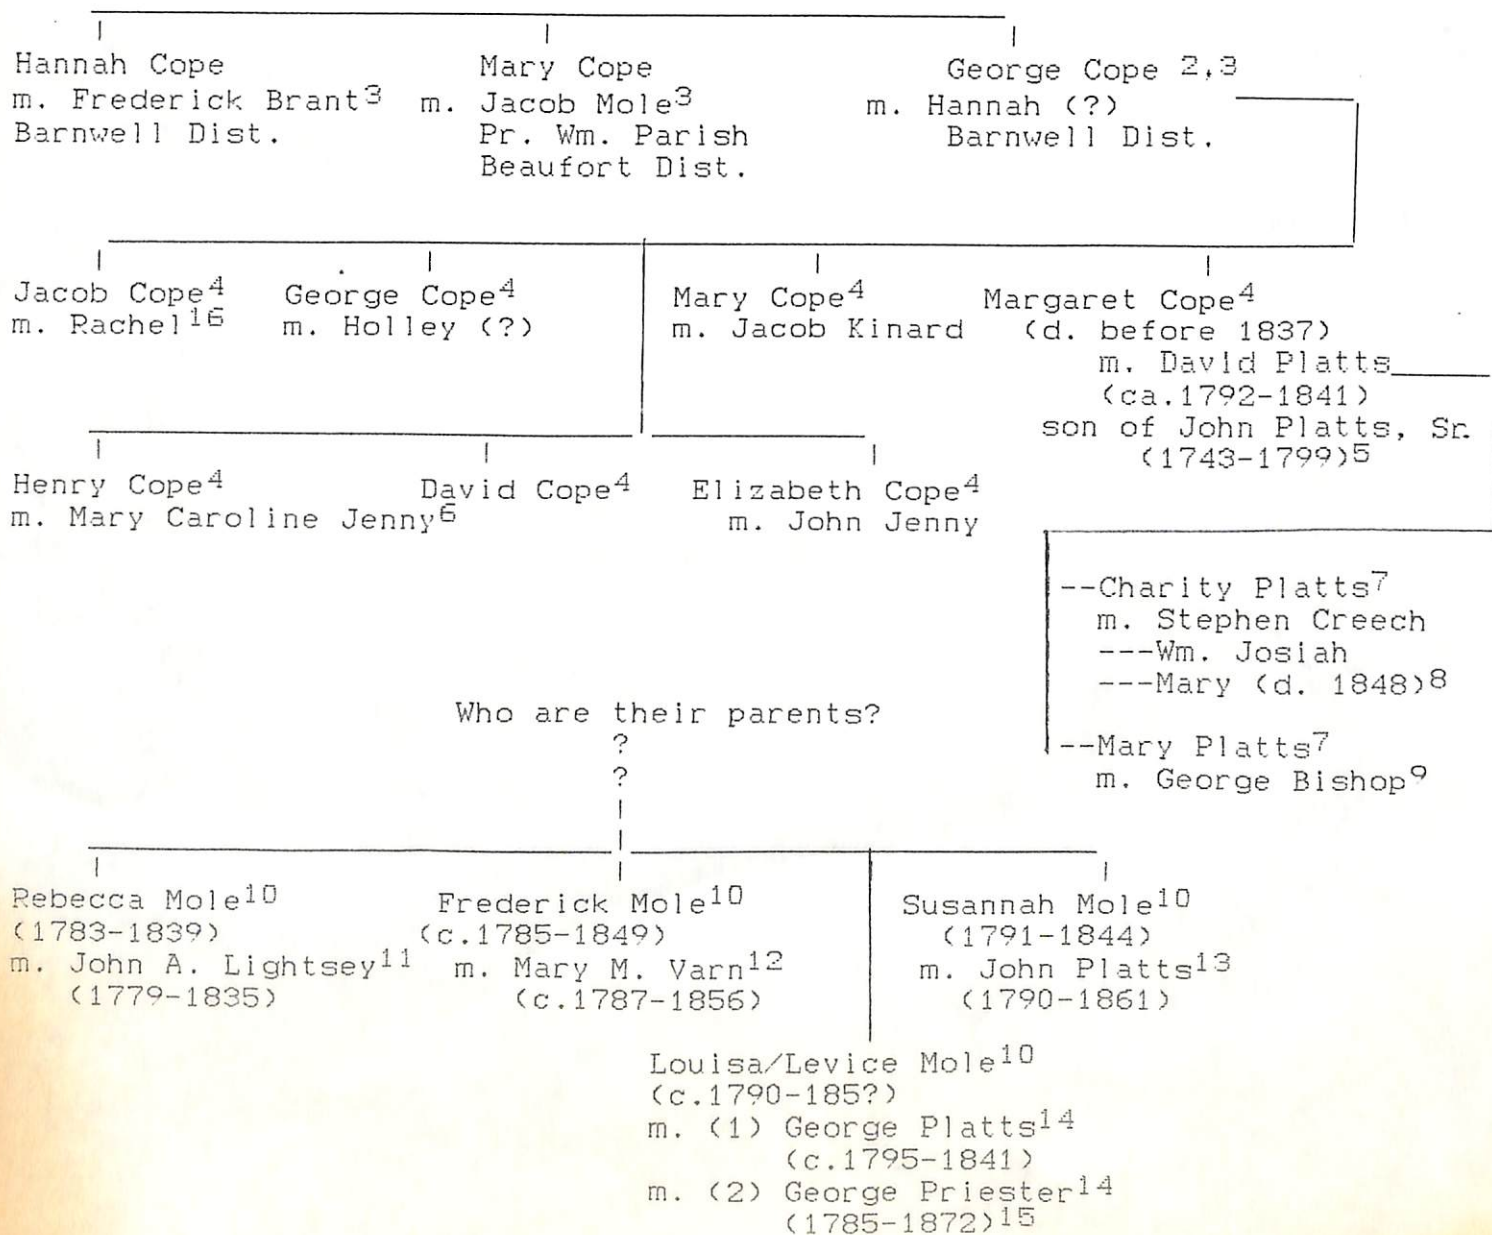 Hannah Cope Mary Cope George Cope 2,3
m. Frederick Brant3 m. Jacob Mole3 m. Hannah (?)
Barnwell Dist. Pr. Wm. Parish Barnwell Dist.
Beaufort Dist.
Jacob Cope4 George Cope4 Mary Cope4 Margaret Cope4
m. Rachel16 m. Holley (?) m. Jacob Kinard (d. before 1837)
m. David Platts
(ca.1792-1841)
son of John Platts, Sr.
(1743-1799)5
Henry Cope4 David Cope4 Elizabeth Cope4
m. Mary Caroline Jenny6 m. John Jenny
--Charity Platts7
m. Stephen Creech
---Wm. Josiah
---Mary (d. 1848)8
--Mary Platts7
m. George Bishop9
Who are their parents?
?
?
Rebecca Mole10 Frederick Mole10 Susannah Mole10
(1783-1839) (c.1785-1849) (1791-1844)
m. John A. Lightsey11 m. Mary M. Varn12 m. John Platts13
(1779-1835) (c.1787-1856) (1790-1861)
Louisa/Levice Mole10
(c.1790-185?)
m. (1) George Platts14
(c.1795-1841)
m. (2) George Priester14
(1785-1872)15